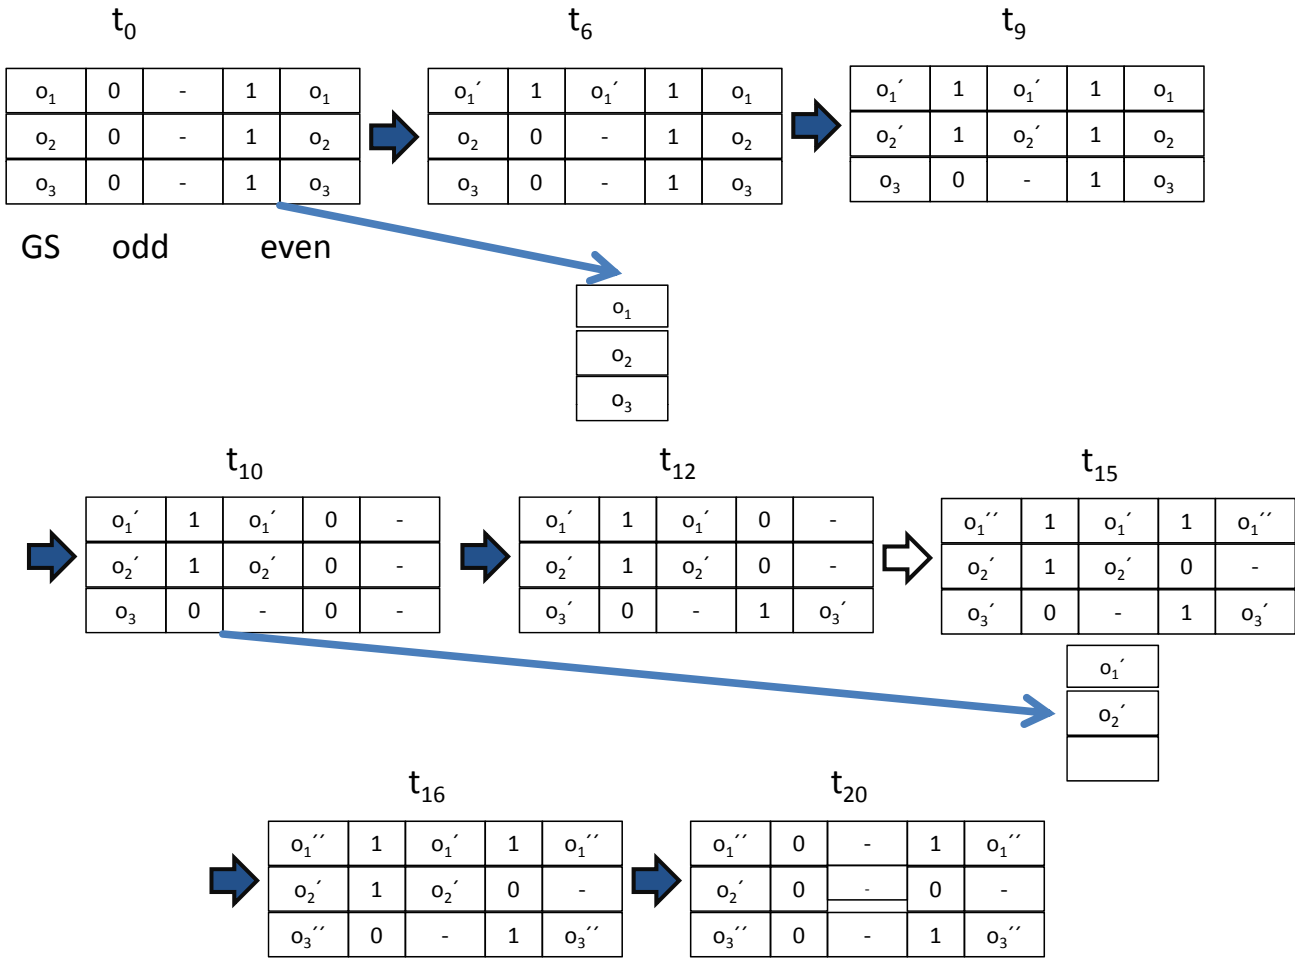 t₀ t₆ t₉
o₁ 0 - 1 o₁ o₁´ 1 o₁´ 1 o₁ o₁´ 1 o₁´ 1 o₁
o₂ 0 - 1 o₂ o₂ 0 - 1 o₂ o₂´ 1 o₂´ 1 o₂
o₃ 0 - 1 o₃ o₃ 0 - 1 o₃ o₃ 0 - 1 o₃
GS odd even
o₁
o₂
o₃
t₁₀ t₁₂ t₁₅
o₁´ 1 o₁´ 0 - o₁´ 1 o₁´ 0 - o₁´´ 1 o₁´ 1 o₁´´
o₂´ 1 o₂´ 0 - o₂´ 1 o₂´ 0 - o₂´ 1 o₂´ 0 -
o₃ 0 - 0 - o₃´ 0 - 1 o₃´ o₃´ 0 - 1 o₃´
o₁´
o₂´
t₁₆ t₂₀
o₁´´ 1 o₁´ 1 o₁´´ o₁´´ 0 - 1 o₁´´
o₂´ 1 o₂´ 0 - o₂´ 0 - 0 -
o₃´´ 0 - 1 o₃´´ o₃´´ 0 - 1 o₃´´